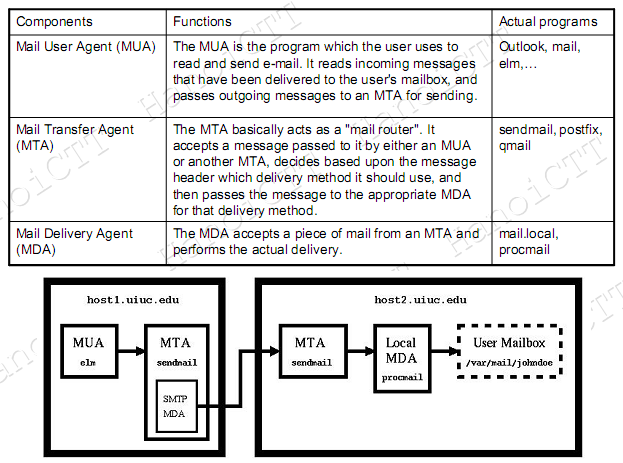 Components Functions Actual programs
Mail User Agent (MUA) The MUA is the program which the user uses to Outlook, mail,
read and send e-mail. It reads incoming messages elm,...
that have been delivered to the user's mailbox, and
passes outgoing messages to an MTA for sending.
Mail Transfer Agent The MTA basically acts as a "mail router". It sendmail, postfix,
(MTA) accepts a message passed to it by either an MUA qmail
or another MTA, decides based upon the message
header which delivery method it should use, and
then passes the message to the appropriate MDA
for that delivery method.
Mail Delivery Agent The MDA accepts a piece of mail from an MTA and mail.local,
(MDA) performs the actual delivery. procmail
host1.uiuc.edu host2.uiuc.edu
MUA MTA MTA Local User Mailbox
elm sendmail sendmail MDA /var/mail/johndoe
procmail
SMTP
MDA
HanoiCTT
HanoiCTT
HanoiCTT
HanoiCTT
HanoiCTT